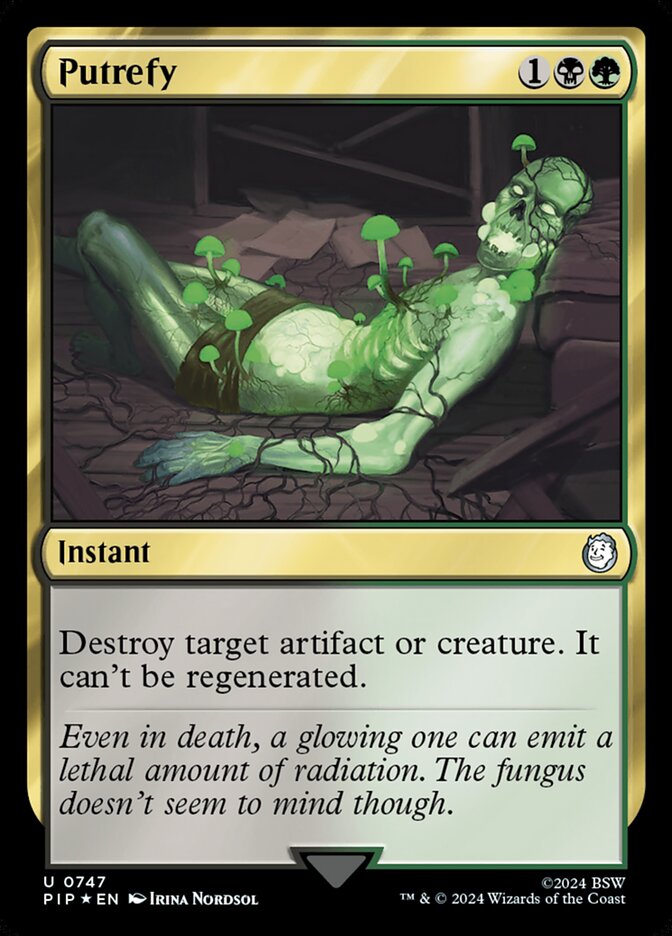 Putrefy 1
Instant
Destroy target artifact or creature. It
can't be regenerated.
Even in death, a glowing one can emit a
lethal amount of radiation. The fungus
doesn't seem to mind though.
U 0747 ©2024 BSW
PIP★EN Irina Nordsol ™ & © 2024 Wizards of the Coast